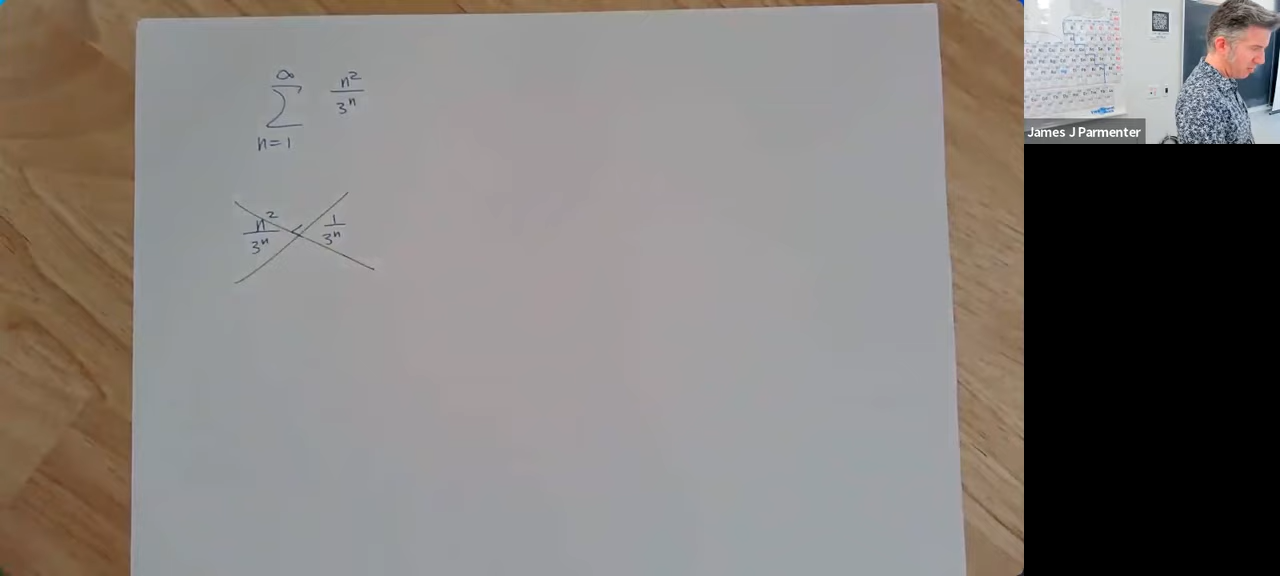 ∞
∑ n²/3ⁿ
n=1
n²/3ⁿ 1/3ⁿ
James J Parmenter